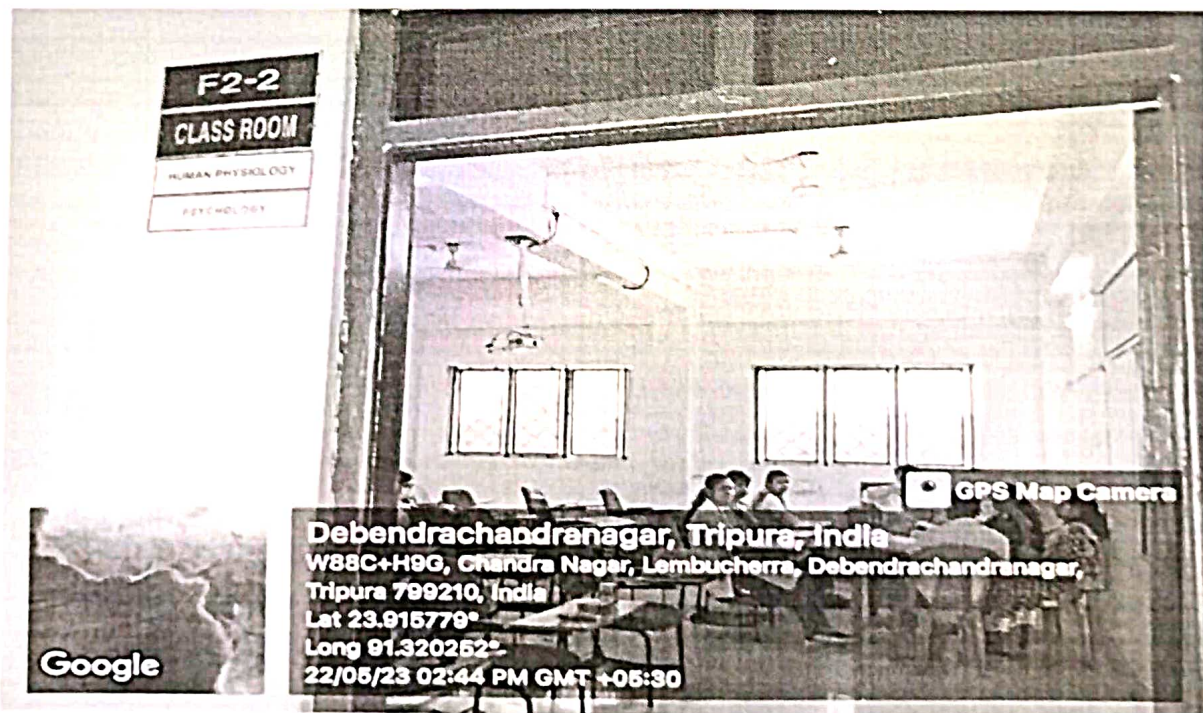 F2-2
CLASS ROOM
HUMAN PHYSIOLOGY
PSYCHOLOGY
GPS Map Camera
Debendrachandranagar, Tripura, India
W88C+H9G, Chandra Nagar, Lembucherra, Debendrachandranagar,
Tripura 799210, India
Lat 23.915779°
Long 91.320252°
22/05/23 02:44 PM GMT +05:30
Google